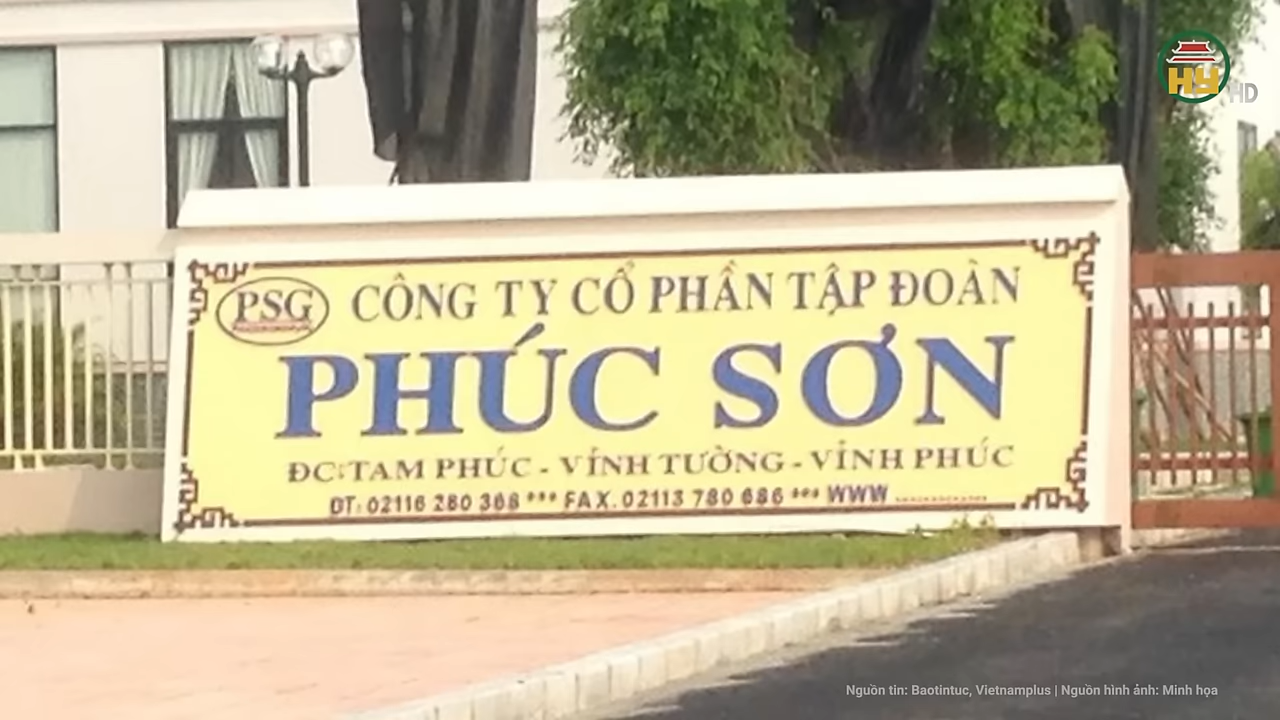 HY HD
PSG CÔNG TY CỔ PHẦN TẬP ĐOÀN
PHÚC SƠN
ĐC: TAM PHÚC - VĨNH TƯỜNG - VĨNH PHÚC
ĐT: 02116 280 368 *** FAX. 02113 780 686 *** WWW
Nguồn tin: Baotintuc, Vietnamplus | Nguồn hình ảnh: Minh họa